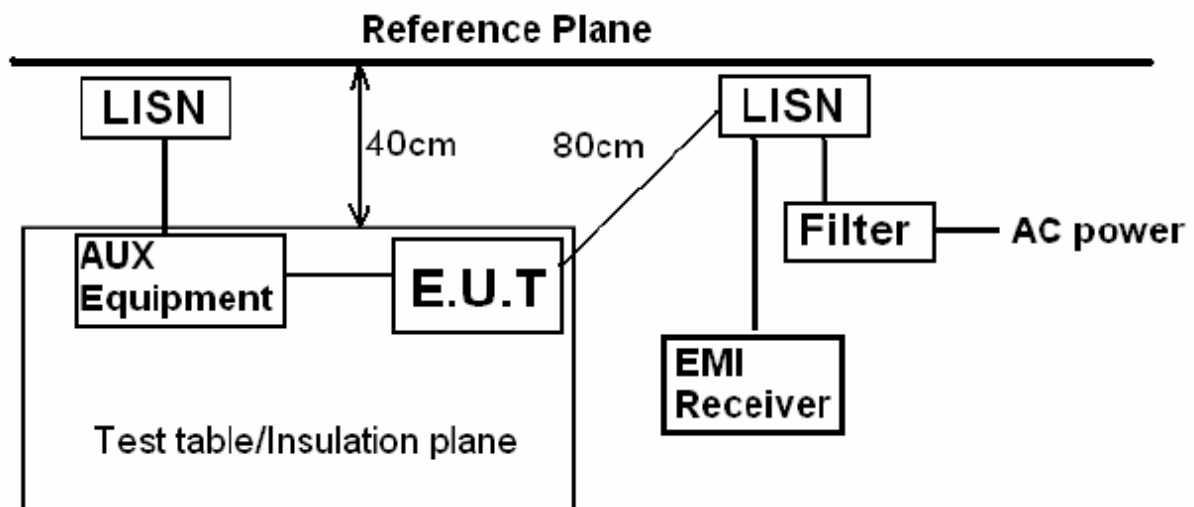 Reference Plane
LISN
40cm
80cm
LISN
AUX
Equipment
E.U.T
Filter
AC power
EMI
Receiver
Test table/Insulation plane